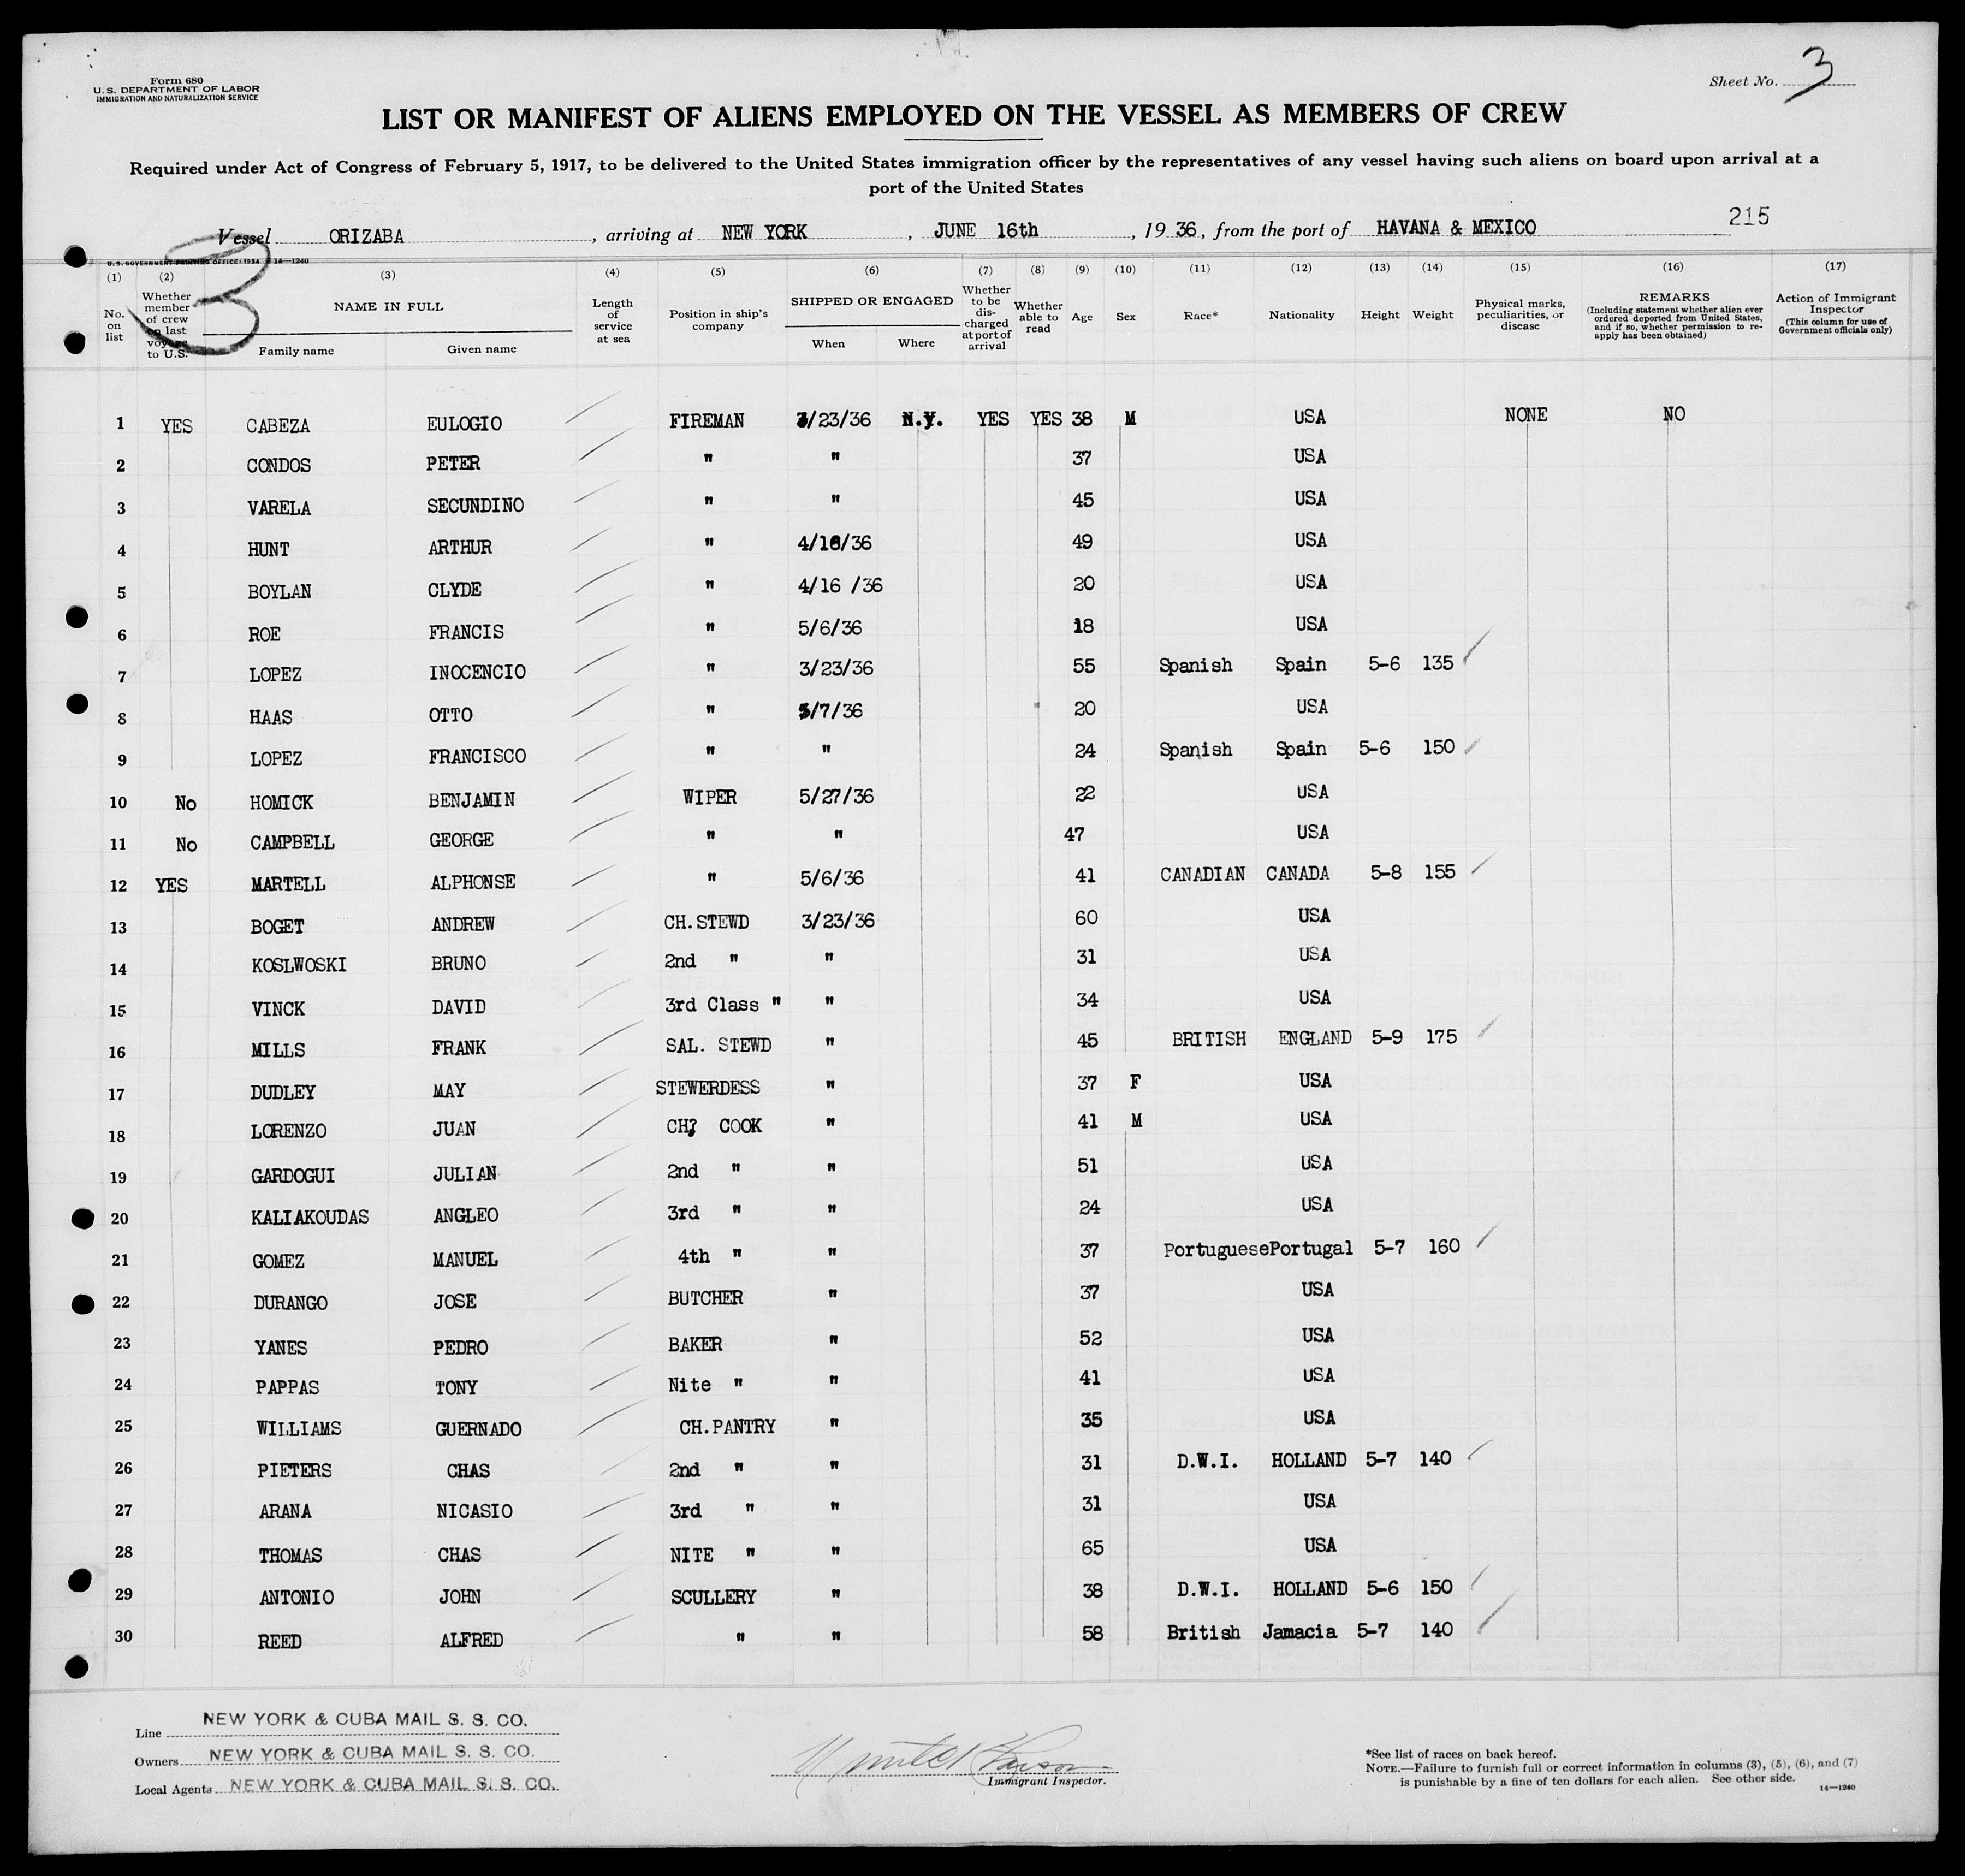 Form 680
U. S. DEPARTMENT OF LABOR
IMMIGRATION AND NATURALIZATION SERVICE
Sheet No. 3
LIST OR MANIFEST OF ALIENS EMPLOYED ON THE VESSEL AS MEMBERS OF CREW
Required under Act of Congress of February 5, 1917, to be delivered to the United States immigration officer by the representatives of any vessel having such aliens on board upon arrival at a
port of the United States
215
Vessel ORIZABA, arriving at NEW YORK, JUNE 16th, 1936, from the port of HAVANA & MEXICO
3
U. S. GOVERNMENT PRINTING OFFICE: 1934 14—1240
(1) (2) (3) (4) (5) (6) (7) (8) (9) (10) (11) (12) (13) (14) (15) (16) (17)
No. on list
Whether member of crew on last voyage to U.S.
NAME IN FULL
Family name Given name
Length of service at sea
Position in ship's company
SHIPPED OR ENGAGED
When Where
Whether to be discharged at port of arrival
Whether able to read
Age
Sex
Race*
Nationality
Height
Weight
Physical marks, peculiarities, or disease
REMARKS
(Including statement whether alien ever ordered deported from United States, and if so, whether permission to reapply has been obtained)
Action of Immigrant Inspector
(This column for use of Government officials only)
1 YES CABEZA EULOGIO FIREMAN 3/23/36 N.Y. YES YES 38 M USA NONE NO
2 CONDOS PETER " " 37 USA
3 VARELA SECUNDINO " " 45 USA
4 HUNT ARTHUR " 4/16/36 49 USA
5 BOYLAN CLYDE " 4/16 /36 20 USA
6 ROE FRANCIS " 5/6/36 18 USA
7 LOPEZ INOCENCIO " 3/23/36 55 Spanish Spain 5-6 135
8 HAAS OTTO " 5/7/36 20 USA
9 LOPEZ FRANCISCO " " 24 Spanish Spain 5-6 150
10 No HOMICK BENJAMIN WIPER 5/27/36 22 USA
11 No CAMPBELL GEORGE " " 47 USA
12 YES MARTELL ALPHONSE " 5/6/36 41 CANADIAN CANADA 5-8 155
13 BOGET ANDREW CH.STEWD 3/23/36 60 USA
14 KOSLWOSKI BRUNO 2nd " " 31 USA
15 VINCK DAVID 3rd Class " " 34 USA
16 MILLS FRANK SAL. STEWD " 45 BRITISH ENGLAND 5-9 175
17 DUDLEY MAY STEWERDESS " 37 F USA
18 LORENZO JUAN CH? COOK " 41 M USA
19 GARDOGUI JULIAN 2nd " " 51 USA
20 KALIAKOUDAS ANGLEO 3rd " " 24 USA
21 GOMEZ MANUEL 4th " " 37 PortuguesePortugal 5-7 160
22 DURANGO JOSE BUTCHER " 37 USA
23 YANES PEDRO BAKER " 52 USA
24 PAPPAS TONY Nite " " 41 USA
25 WILLIAMS GUERNADO CH.PANTRY " 35 USA
26 PIETERS CHAS 2nd " " 31 D.W.I. HOLLAND 5-7 140
27 ARANA NICASIO 3rd " " 31 USA
28 THOMAS CHAS NITE " " 65 USA
29 ANTONIO JOHN SCULLERY " 38 D.W.I. HOLLAND 5-6 150
30 REED ALFRED " " 58 British Jamacia 5-7 140
Line NEW YORK & CUBA MAIL S. S. CO.
Owners NEW YORK & CUBA MAIL S. S. CO.
Local Agents NEW YORK & CUBA MAIL S. S. CO.
Immigrant Inspector.
*See list of races on back hereof.
NOTE.—Failure to furnish full or correct information in columns (3), (5), (6), and (7)
is punishable by a fine of ten dollars for each alien. See other side.
14—1240